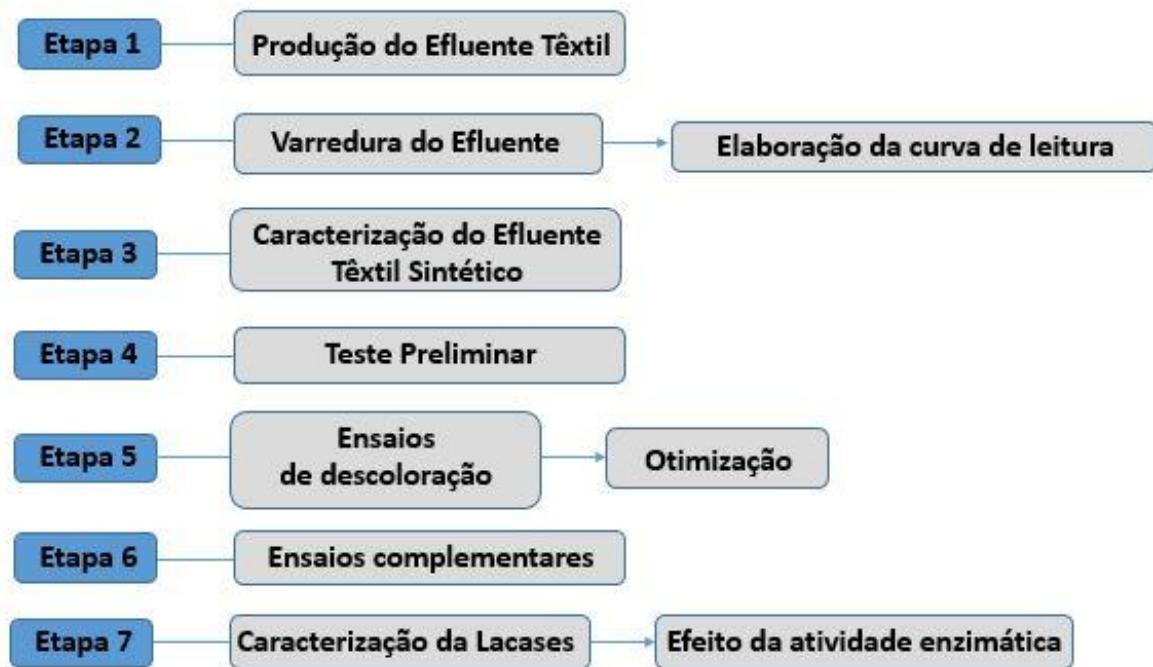 Etapa 1
Produção do Efluente Têxtil
Etapa 2
Varredura do Efluente
Elaboração da curva de leitura
Etapa 3
Caracterização do Efluente
Têxtil Sintético
Etapa 4
Teste Preliminar
Etapa 5
Ensaios
de descoloração
Otimização
Etapa 6
Ensaios complementares
Etapa 7
Caracterização da Lacases
Efeito da atividade enzimática